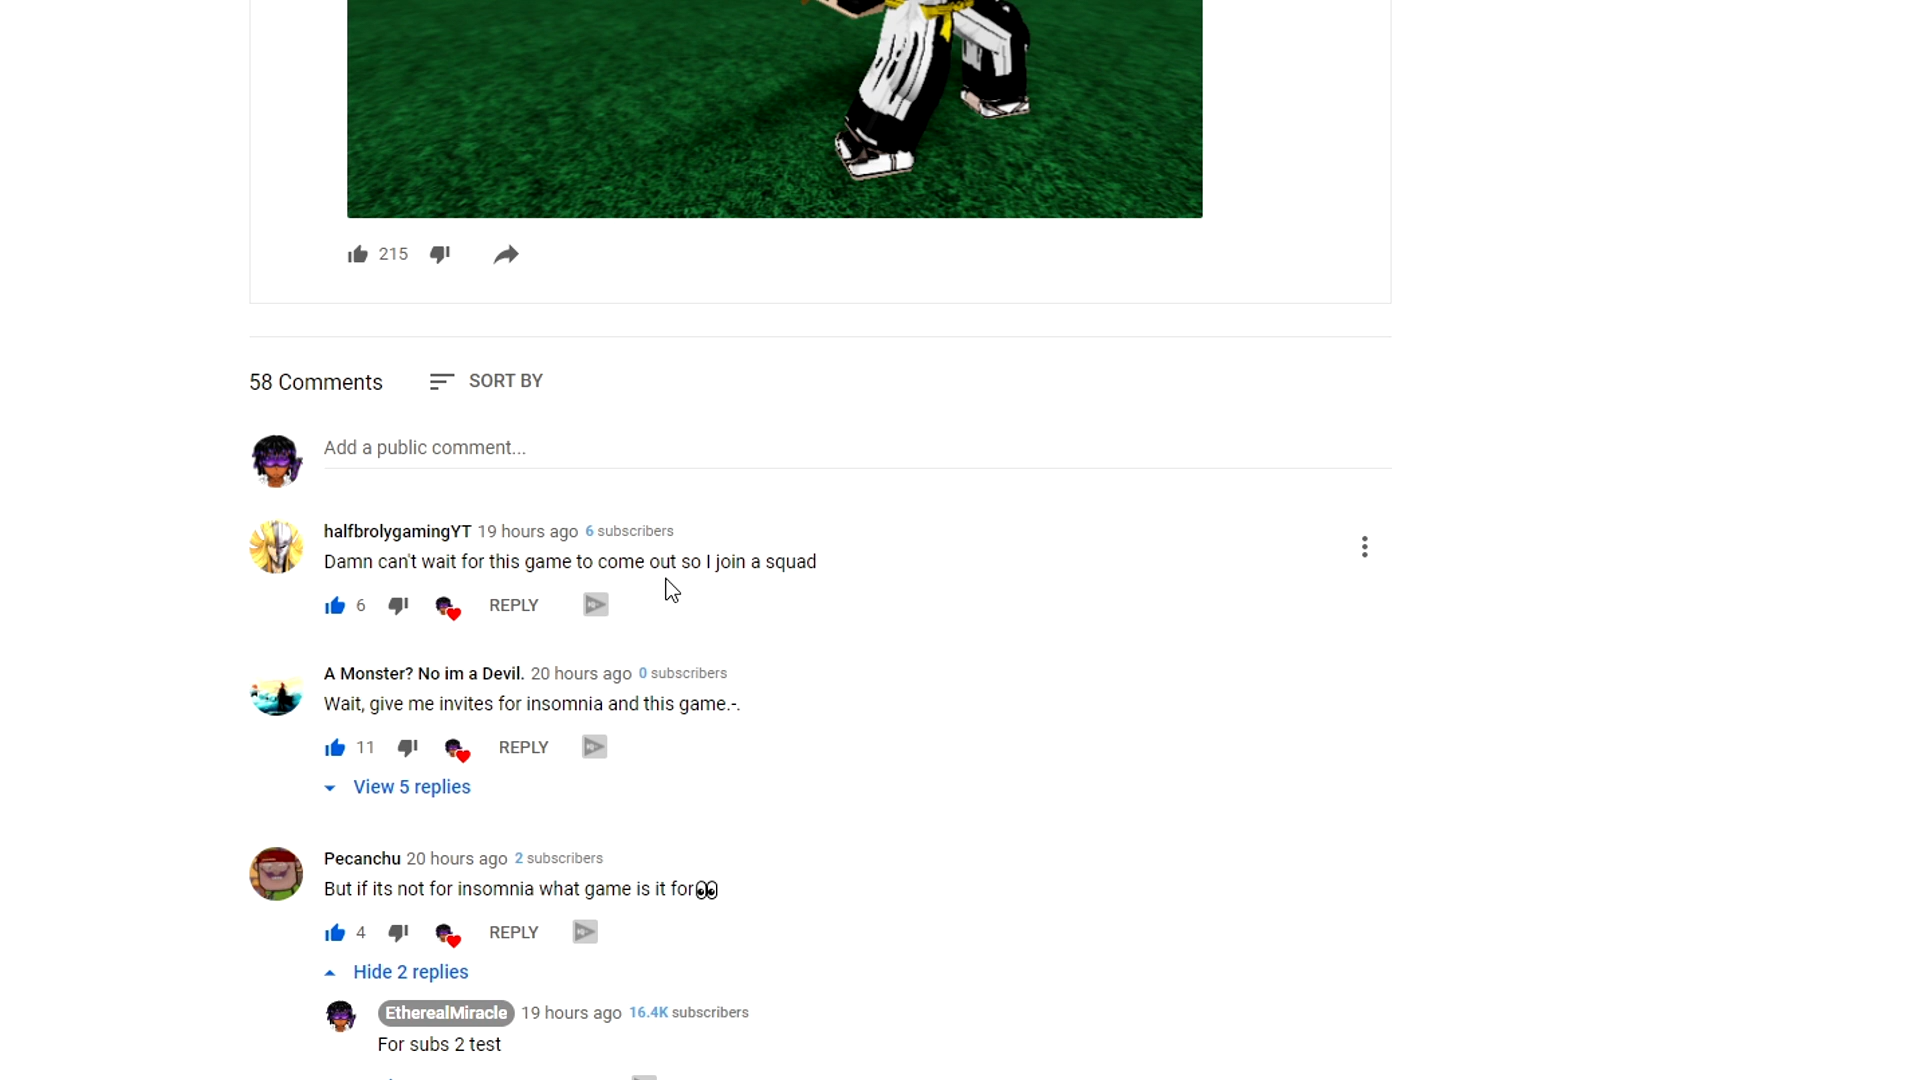 215
58 Comments SORT BY
Add a public comment...
halfbrolygamingYT 19 hours ago 6 subscribers
Damn can't wait for this game to come out so I join a squad
6 REPLY
A Monster? No im a Devil. 20 hours ago 0 subscribers
Wait, give me invites for insomnia and this game.-.
11 REPLY
View 5 replies
Pecanchu 20 hours ago 2 subscribers
But if its not for insomnia what game is it for👀
4 REPLY
Hide 2 replies
EtherealMiracle 19 hours ago 16.4K subscribers
For subs 2 test